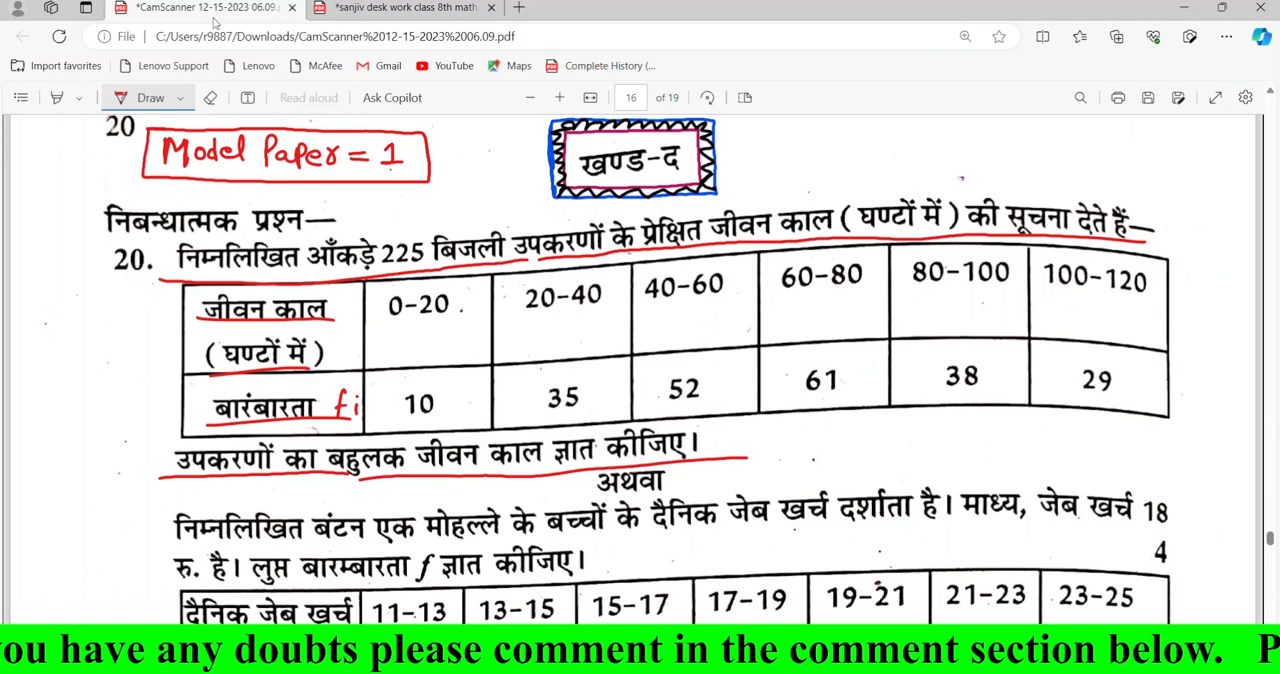 *CamScanner 12-15-2023 06.09.
*sanjiv desk work class 8th math
File C:/Users/r9887/Downloads/CamScanner%2012-15-2023%2006.09.pdf
Import favorites Lenovo Support Lenovo McAfee Gmail YouTube Maps Complete History (...
Draw Read aloud Ask Copilot 16 of 19
20
Model Paper = 1
खण्ड-द
निबन्धात्मक प्रश्न—
20. निम्नलिखित आँकड़े 225 बिजली उपकरणों के प्रेक्षित जीवन काल ( घण्टों में ) की सूचना देते हैं—
जीवन काल (घण्टों में) 0-20 20-40 40-60 60-80 80-100 100-120
बारंबारता fi 10 35 52 61 38 29
उपकरणों का बहुलक जीवन काल ज्ञात कीजिए।
अथवा
निम्नलिखित बंटन एक मोहल्ले के बच्चों के दैनिक जेब खर्च दर्शाता है। माध्य, जेब खर्च 18
रु. है। लुप्त बारम्बारता f ज्ञात कीजिए।
4
दैनिक जेब खर्च 11-13 13-15 15-17 17-19 19-21 21-23 23-25
you have any doubts please comment in the comment section below. P